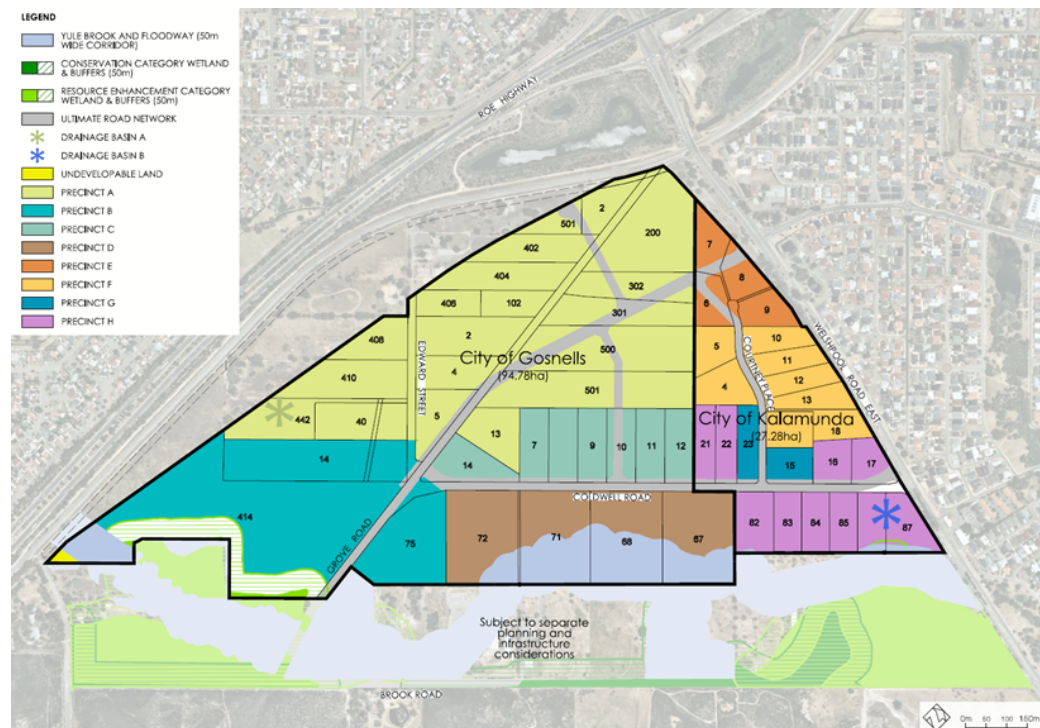 LEGEND
YULE BROOK AND FLOODWAY (50m
WIDE CORRIDOR)
CONSERVATION CATEGORY WETLAND
& BUFFERS (50m)
RESOURCE ENHANCEMENT CATEGORY
WETLAND & BUFFERS (50m)
ULTIMATE ROAD NETWORK
DRAINAGE BASIN A
DRAINAGE BASIN B
UNDEVELOPABLE LAND
PRECINCT A
PRECINCT B
PRECINCT C
PRECINCT D
PRECINCT E
PRECINCT F
PRECINCT G
PRECINCT H
ROE HIGHWAY
2
501
200
402
7
404
8
302
406
102
6
9
301
408
2
EDWARD STREET
500
5
10
WELSHPOOL ROAD EAST
City of Gosnells
(94.78ha)
11
COURTNEY PLACE
410
4
501
4
12
13
442
40
5
City of Kalamunda
(27.28ha)
13
7
9
10
11
12
21
22
23
18
14
14
15
16
17
COLDWELL ROAD
414
GROVE ROAD
75
72
71
68
67
82
83
84
85
87
Subject to separate
planning and
infrastructure
considerations
BROOK ROAD
0m
50
100
150m